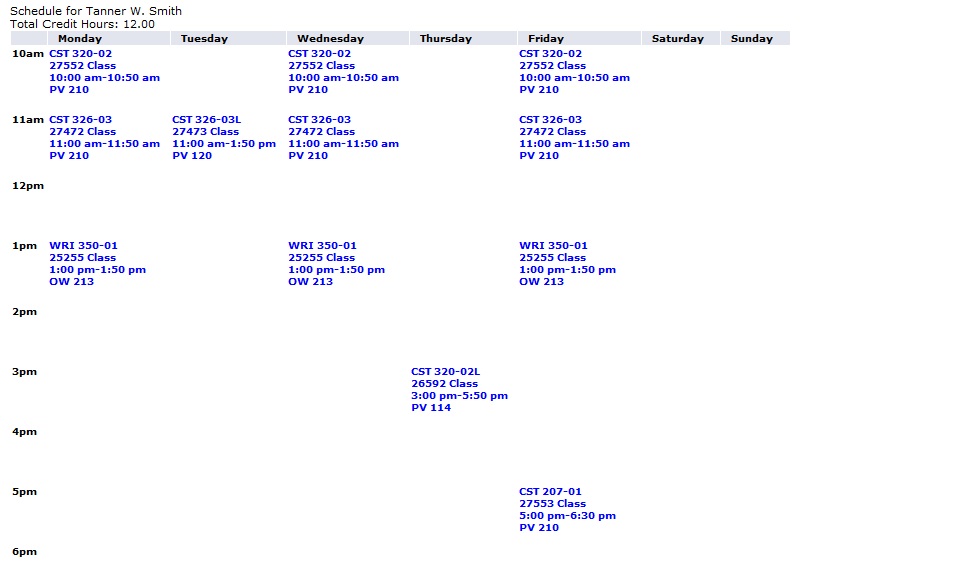 Schedule for Tanner W. Smith
Total Credit Hours: 12.00
Monday Tuesday Wednesday Thursday Friday Saturday Sunday
10am CST 320-02 CST 320-02 CST 320-02
27552 Class 27552 Class 27552 Class
10:00 am-10:50 am 10:00 am-10:50 am 10:00 am-10:50 am
PV 210 PV 210 PV 210
11am CST 326-03 CST 326-03L CST 326-03 CST 326-03
27472 Class 27473 Class 27472 Class 27472 Class
11:00 am-11:50 am 11:00 am-1:50 pm 11:00 am-11:50 am 11:00 am-11:50 am
PV 210 PV 120 PV 210 PV 210
12pm
1pm WRI 350-01 WRI 350-01 WRI 350-01
25255 Class 25255 Class 25255 Class
1:00 pm-1:50 pm 1:00 pm-1:50 pm 1:00 pm-1:50 pm
OW 213 OW 213 OW 213
2pm
3pm CST 320-02L
26592 Class
3:00 pm-5:50 pm
PV 114
4pm
5pm CST 207-01
27553 Class
5:00 pm-6:30 pm
PV 210
6pm